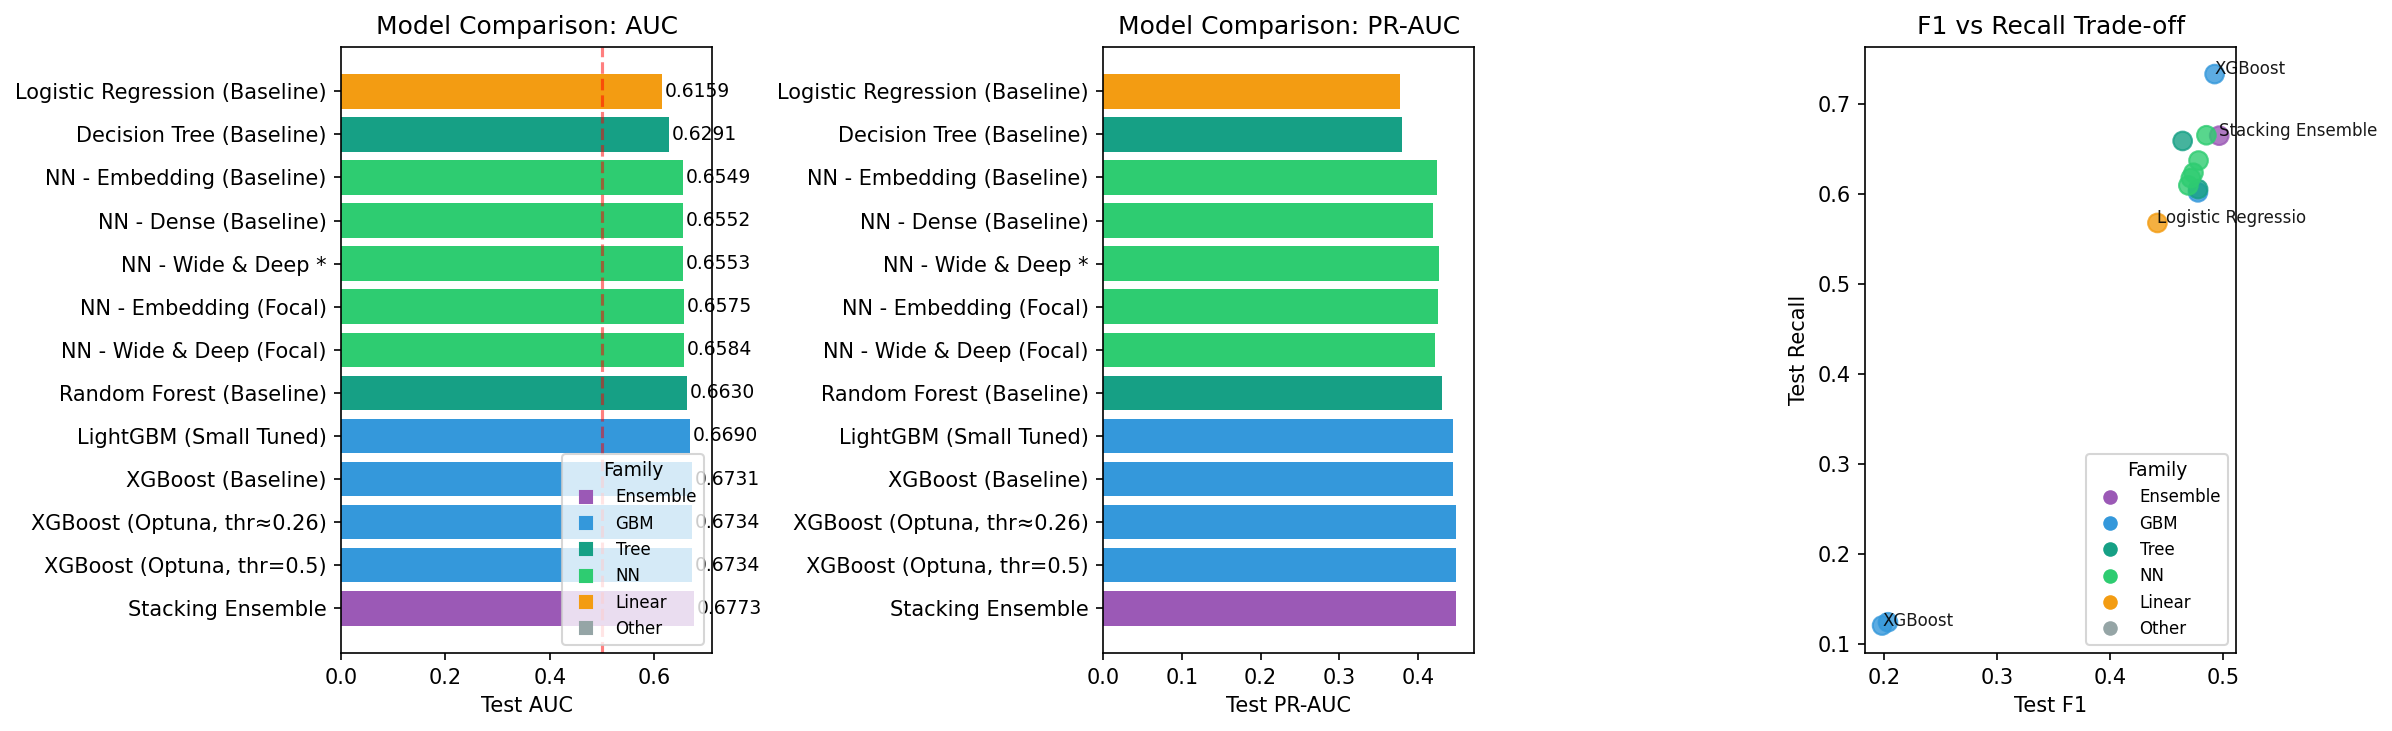 Model Comparison: AUC
Logistic Regression (Baseline)
Decision Tree (Baseline)
NN - Embedding (Baseline)
NN - Dense (Baseline)
NN - Wide & Deep *
NN - Embedding (Focal)
NN - Wide & Deep (Focal)
Random Forest (Baseline)
LightGBM (Small Tuned)
XGBoost (Baseline)
XGBoost (Optuna, thr≈0.26)
XGBoost (Optuna, thr=0.5)
Stacking Ensemble
0.6159
0.6291
0.6549
0.6552
0.6553
0.6575
0.6584
0.6630
0.6690
0.6731
0.6734
0.6734
0.6773
Family
Ensemble
GBM
Tree
NN
Linear
Other
0.0 0.2 0.4 0.6
Test AUC
Model Comparison: PR-AUC
Logistic Regression (Baseline)
Decision Tree (Baseline)
NN - Embedding (Baseline)
NN - Dense (Baseline)
NN - Wide & Deep *
NN - Embedding (Focal)
NN - Wide & Deep (Focal)
Random Forest (Baseline)
LightGBM (Small Tuned)
XGBoost (Baseline)
XGBoost (Optuna, thr≈0.26)
XGBoost (Optuna, thr=0.5)
Stacking Ensemble
0.0 0.1 0.2 0.3 0.4
Test PR-AUC
F1 vs Recall Trade-off
Test Recall
0.7
0.6
0.5
0.4
0.3
0.2
0.1
XGBoost
Stacking Ensemble
Logistic Regressio
XGBoost
Family
Ensemble
GBM
Tree
NN
Linear
Other
0.2 0.3 0.4 0.5
Test F1